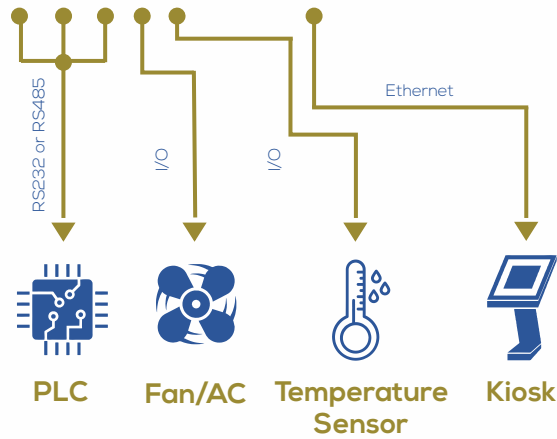 Ethernet
RS232 or RS485
I/O
I/O
PLC
Fan/AC
Temperature
Sensor
Kiosk